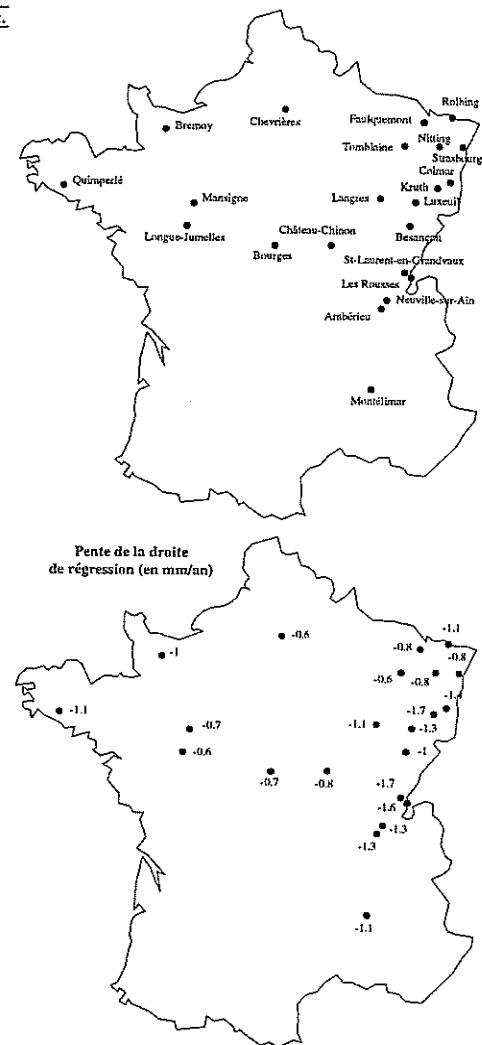 Rolhing
Chevrières
Faulquemont
Bremoy
Nitting
Tomblaine
Strasbourg
Colmar
Quimperlé
Kruth
Mansigne
Langres
Luxeuil
Longue-Jumelles
Château-Chinon
Besançon
Bourges
St-Laurent-en-Grandvaux
Les Rousses
Neuville-sur-Ain
Ambérieu
Montélimar
Pente de la droite
de régression (en mm/an)
-1.1
-0.6
-0.8
-1
-0.8
-0.6
-0.8
-1.4
-1.1
-1.7
-0.7
-1.1
-1.3
-0.6
-1
-0.7
-0.8
-1.7
-1.6
-1.3
-1.3
-1.1